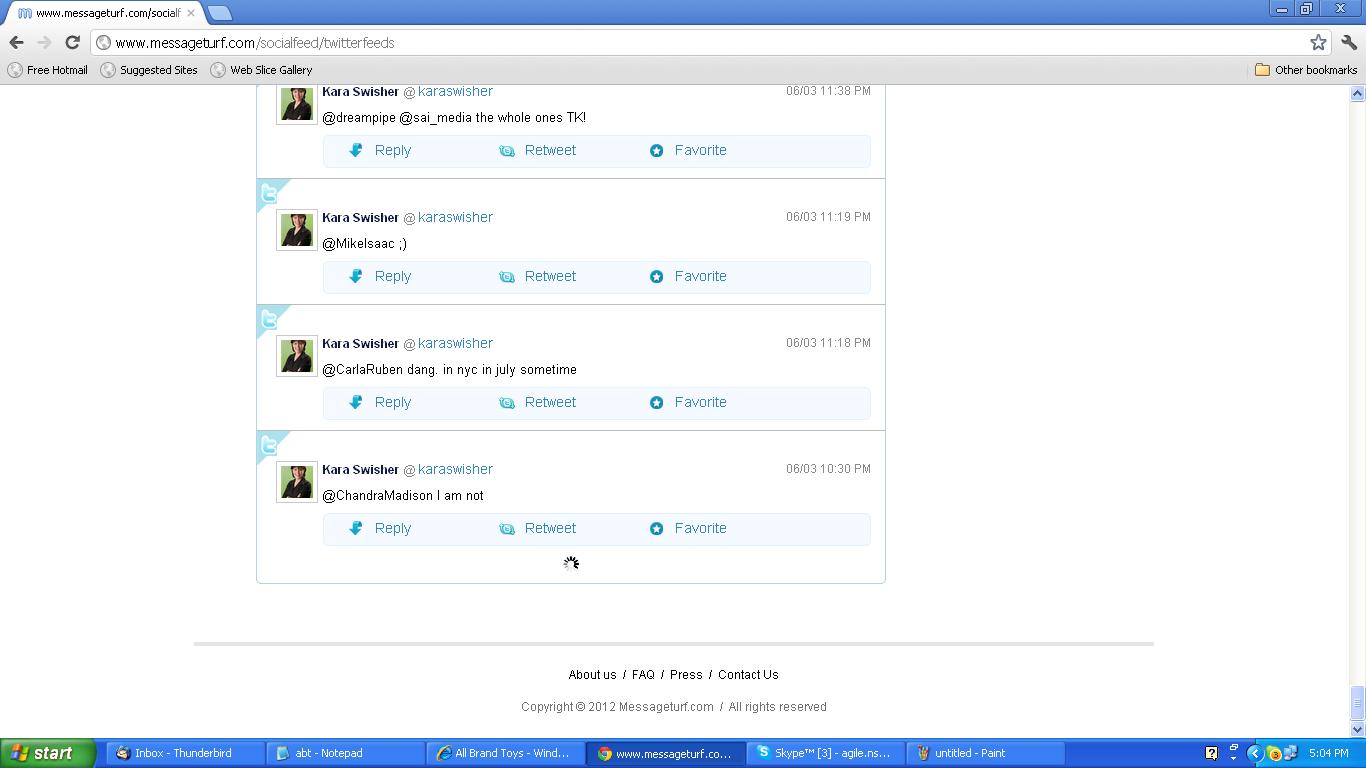 www.messageturf.com/socialf
www.messageturf.com/socialfeed/twitterfeeds
Free Hotmail Suggested Sites Web Slice Gallery Other bookmarks
Kara Swisher @ karaswisher 06/03 11:38 PM
@dreampipe @sai_media the whole ones TK!
Reply Retweet Favorite
Kara Swisher @ karaswisher 06/03 11:19 PM
@MikeIsaac ;)
Reply Retweet Favorite
Kara Swisher @ karaswisher 06/03 11:18 PM
@CarlaRuben dang. in nyc in july sometime
Reply Retweet Favorite
Kara Swisher @ karaswisher 06/03 10:30 PM
@ChandraMadison I am not
Reply Retweet Favorite
About us / FAQ / Press / Contact Us
Copyright © 2012 Messageturf.com / All rights reserved
start Inbox - Thunderbird abt - Notepad All Brand Toys - Wind... www.messageturf.co... Skype™ [3] - agile.ns... untitled - Paint 5:04 PM